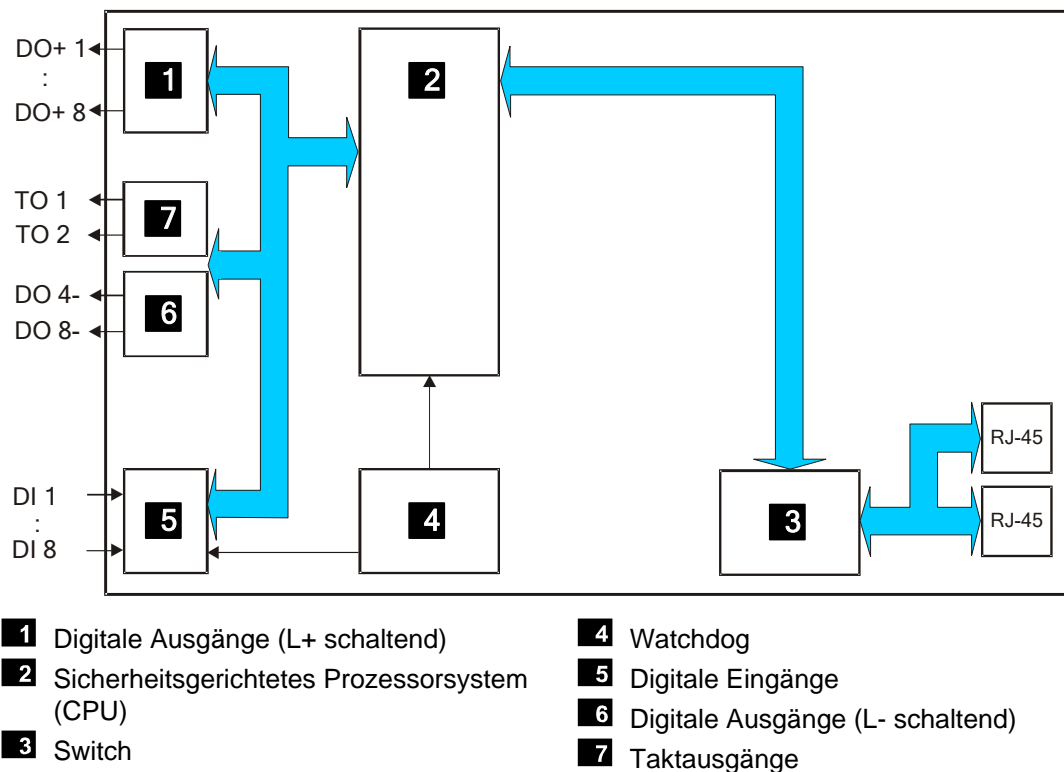 DO+ 1
:
DO+ 8
TO 1
TO 2
DO 4-
DO 8-
DI 1
:
DI 8
1
2
7
6
5
4
3
RJ-45
RJ-45
1 Digitale Ausgänge (L+ schaltend)
2 Sicherheitsgerichtetes Prozessorsystem
(CPU)
3 Switch
4 Watchdog
5 Digitale Eingänge
6 Digitale Ausgänge (L- schaltend)
7 Taktausgänge